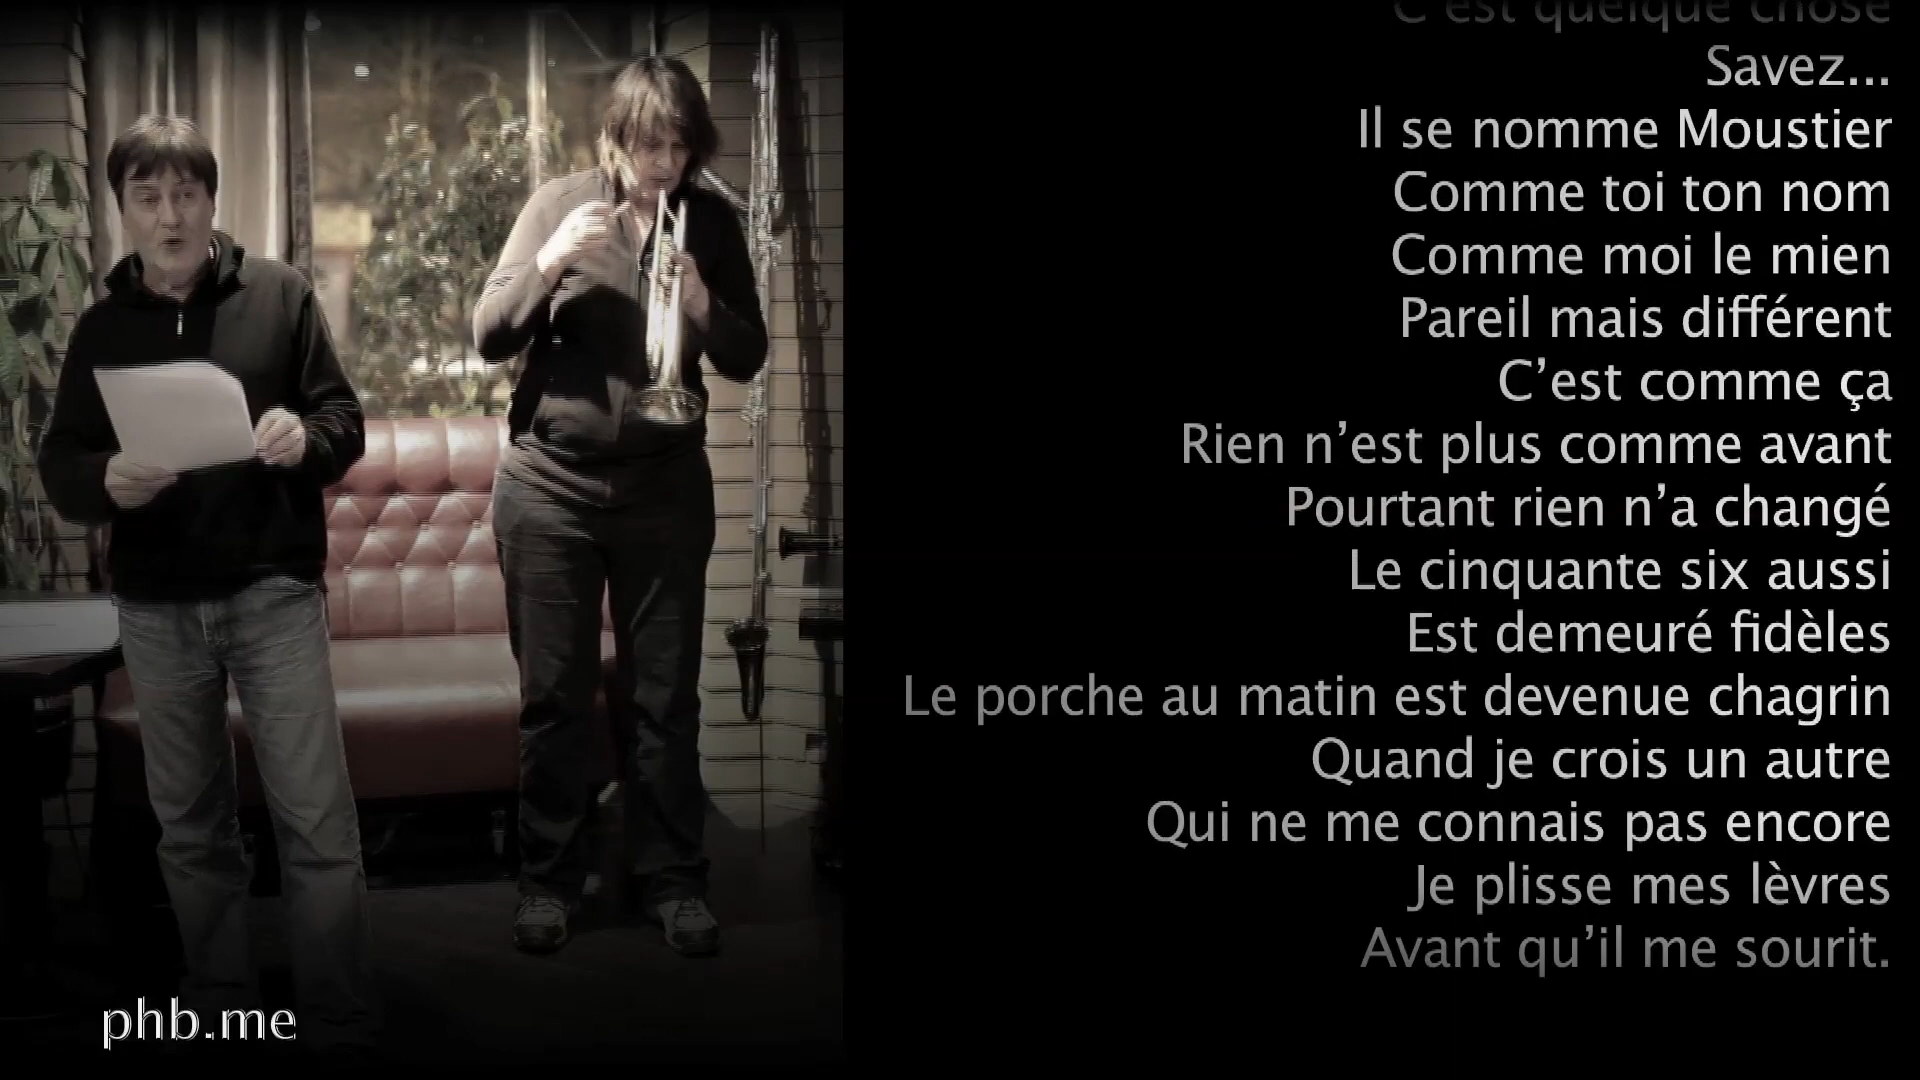 C'est quelque chose
Savez...
Il se nomme Moustier
Comme toi ton nom
Comme moi le mien
Pareil mais différent
C’est comme ça
Rien n’est plus comme avant
Pourtant rien n’a changé
Le cinquante six aussi
Est demeuré fidèles
Le porche au matin est devenue chagrin
Quand je crois un autre
Qui ne me connais pas encore
Je plisse mes lèvres
Avant qu’il me sourit.
phb.me